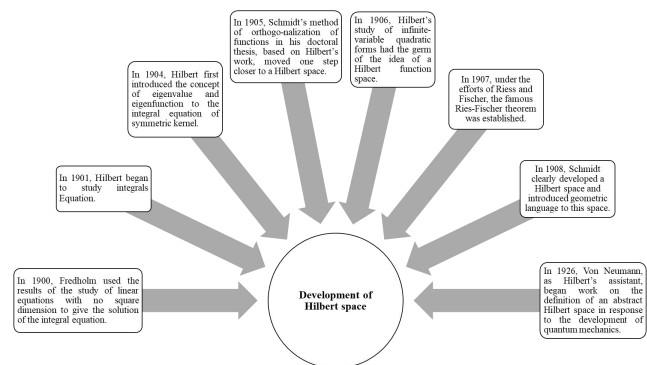 In 1900, Fredholm used the
results of the study of linear
equations with no square
dimension to give the solution
of the integral equation.
In 1901, Hilbert began
to study integrals
Equation.
In 1904, Hilbert first
introduced the concept
of eigenvalue and
eigenfunction to the
integral equation of
symmetric kernel.
In 1905, Schmidt’s method
of orthogo-nalization of
functions in his doctoral
thesis, based on Hilbert’s
work, moved one step
closer to a Hilbert space.
In 1906, Hilbert’s
study of infinite-
variable quadratic
forms had the germ
of the idea of a
Hilbert function
space.
In 1907, under the
efforts of Riess and
Fischer, the famous
Ries-Fischer theorem
was established.
In 1908, Schmidt
clearly developed a
Hilbert space and
introduced geometric
language to this space.
In 1926, Von Neumann,
as Hilbert’s assistant,
began work on the
definition of an abstract
Hilbert space in response
to the development of
quantum mechanics.
Development of
Hilbert space